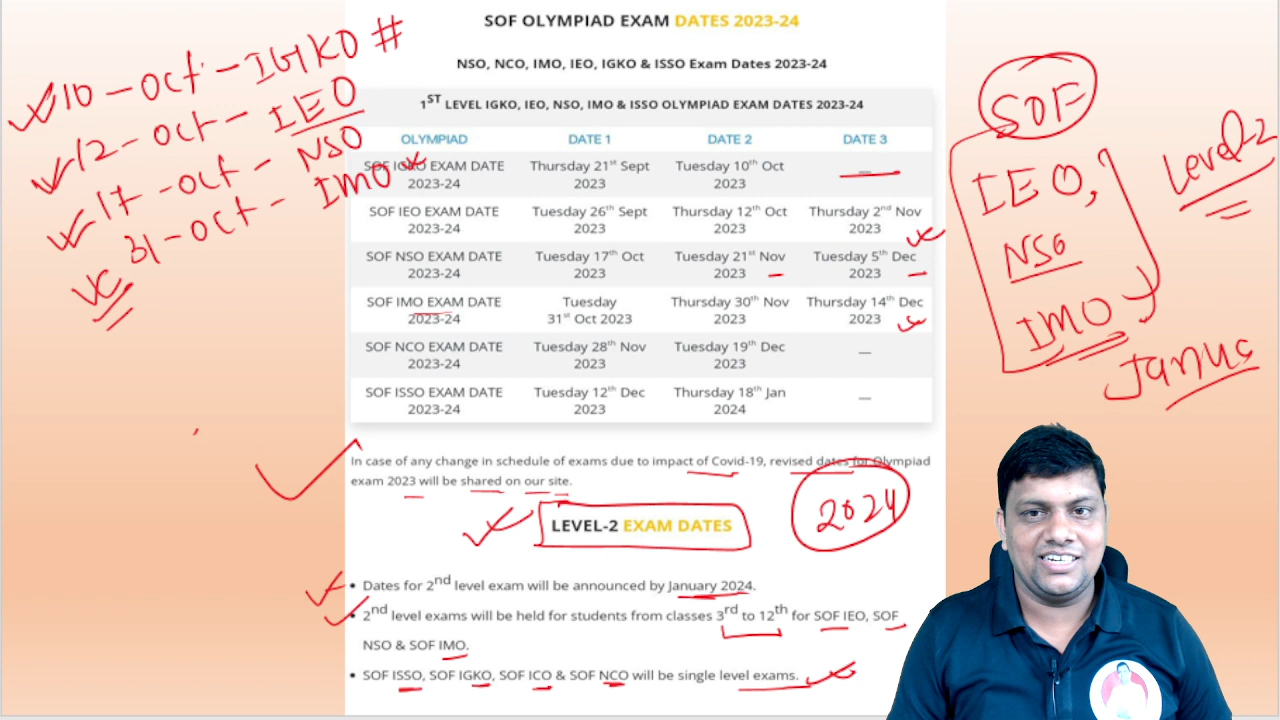 SOF OLYMPIAD EXAM DATES 2023-24
NSO, NCO, IMO, IEO, IGKO & ISSO Exam Dates 2023-24
1ST LEVEL IGKO, IEO, NSO, IMO & ISSO OLYMPIAD EXAM DATES 2023-24
OLYMPIAD DATE 1 DATE 2 DATE 3
SOF IGKO EXAM DATE Thursday 21st Sept Tuesday 10th Oct —
2023-24 2023 2023
SOF IEO EXAM DATE Tuesday 26th Sept Thursday 12th Oct Thursday 2nd Nov
2023-24 2023 2023 2023
SOF NSO EXAM DATE Tuesday 17th Oct Tuesday 21st Nov Tuesday 5th Dec
2023-24 2023 2023 2023
SOF IMO EXAM DATE Tuesday Thursday 30th Nov Thursday 14th Dec
2023-24 31st Oct 2023 2023 2023
SOF NCO EXAM DATE Tuesday 28th Nov Tuesday 19th Dec —
2023-24 2023 2023
SOF ISSO EXAM DATE Tuesday 12th Dec Thursday 18th Jan —
2023-24 2023 2024
In case of any change in schedule of exams due to impact of Covid-19, revised dates for Olympiad
exam 2023 will be shared on our site.
LEVEL-2 EXAM DATES
• Dates for 2nd level exam will be announced by January 2024.
• 2nd level exams will be held for students from classes 3rd to 12th for SOF IEO, SOF
NSO & SOF IMO.
• SOF ISSO, SOF IGKO, SOF ICO & SOF NCO will be single level exams.
10-Oct-IGKO #
12-Oct-IEO
17-Oct-NSO
31-Oct-IMO
SOF
IEO,
NSO
IMO
Level-2
2024